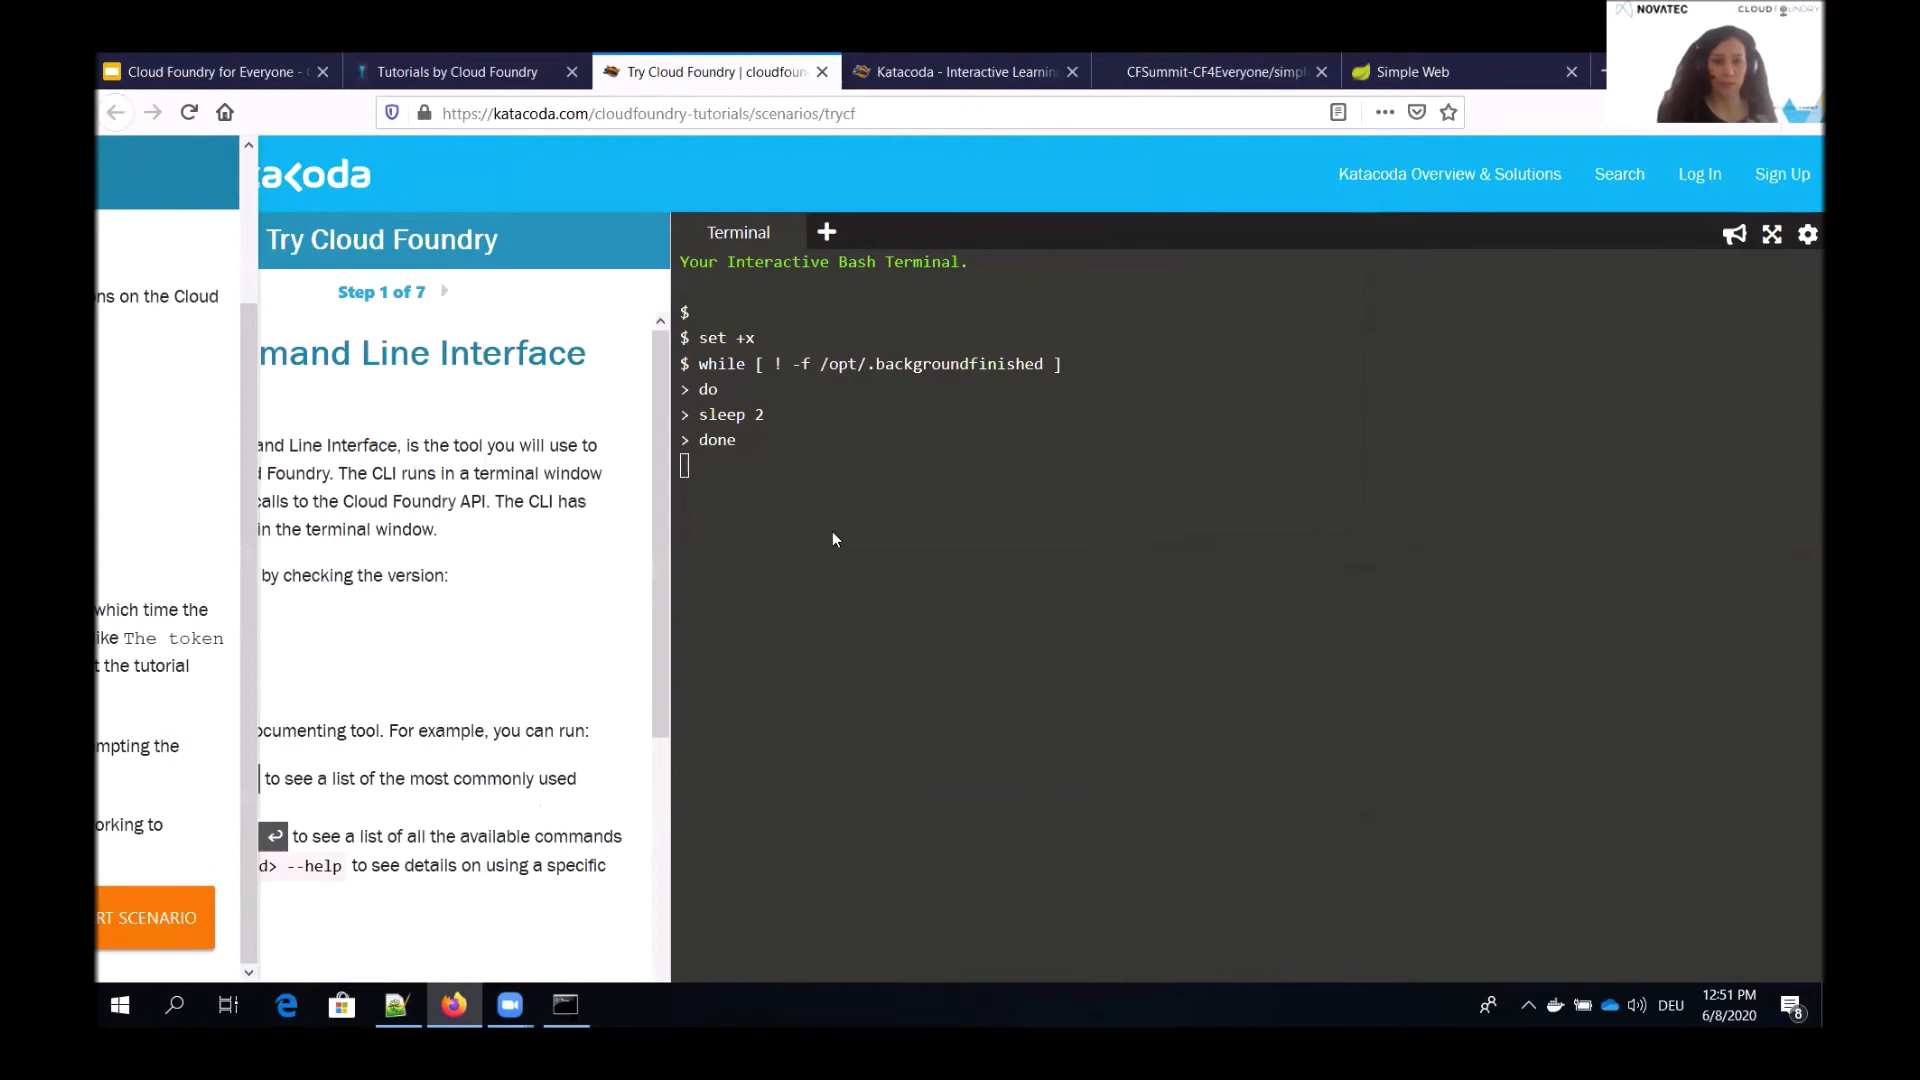 NOVATEC
CLOUD FOUNDRY
Cloud Foundry for Everyone -
Tutorials by Cloud Foundry
Try Cloud Foundry | cloudfoun
Katacoda - Interactive Learnin
CFSummit-CF4Everyone/simpl
Simple Web
https://katacoda.com/cloudfoundry-tutorials/scenarios/trycf
Katacoda Overview & Solutions
Search
Log In
Sign Up
Try Cloud Foundry
Step 1 of 7
mand Line Interface
and Line Interface, is the tool you will use to
d Foundry. The CLI runs in a terminal window
calls to the Cloud Foundry API. The CLI has
in the terminal window.
by checking the version:
ocumenting tool. For example, you can run:
to see a list of the most commonly used
to see a list of all the available commands
d> --help to see details on using a specific
ns on the Cloud
which time the
ike The token
t the tutorial
mpting the
orking to
RT SCENARIO
Terminal
Your Interactive Bash Terminal.
$
$ set +x
$ while [ ! -f /opt/.backgroundfinished ]
> do
> sleep 2
> done
DEU
12:51 PM
6/8/2020
8